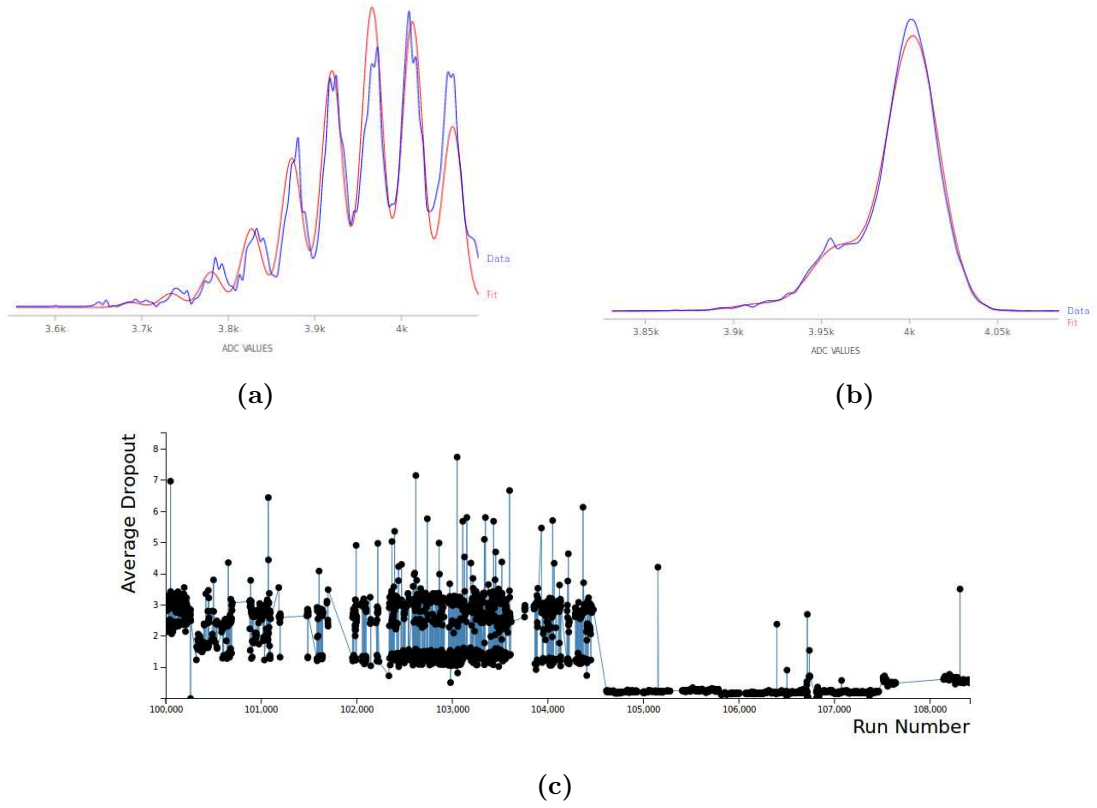 Data
Fit
3.6k 3.7k 3.8k 3.9k 4k
ADC VALUES
(a)
Data
Fit
3.85k 3.9k 3.95k 4k 4.05k
ADC VALUES
(b)
Average Dropout
8
7
6
5
4
3
2
1
100,000 101,000 102,000 103,000 104,000 105,000 106,000 107,000 108,000
Run Number
(c)